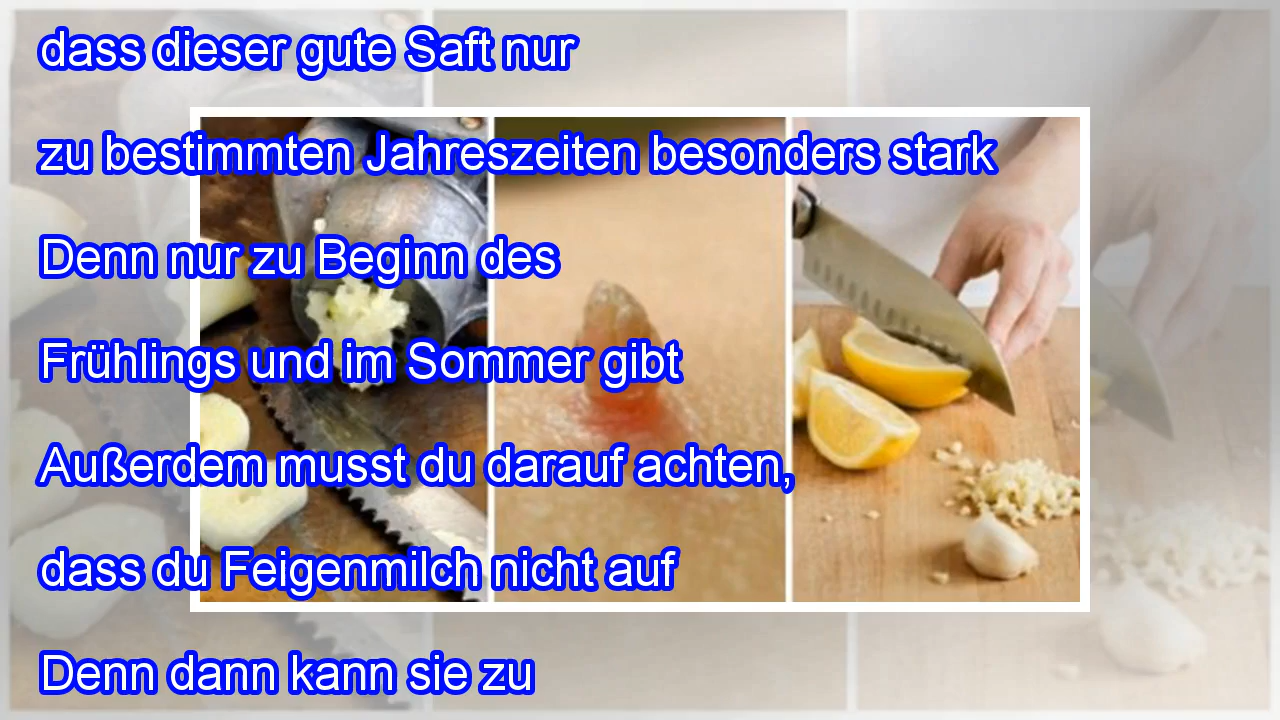 dass dieser gute Saft nur
zu bestimmten Jahreszeiten besonders stark
Denn nur zu Beginn des
Frühlings und im Sommer gibt
Außerdem musst du darauf achten,
dass du Feigenmilch nicht auf
Denn dann kann sie zu